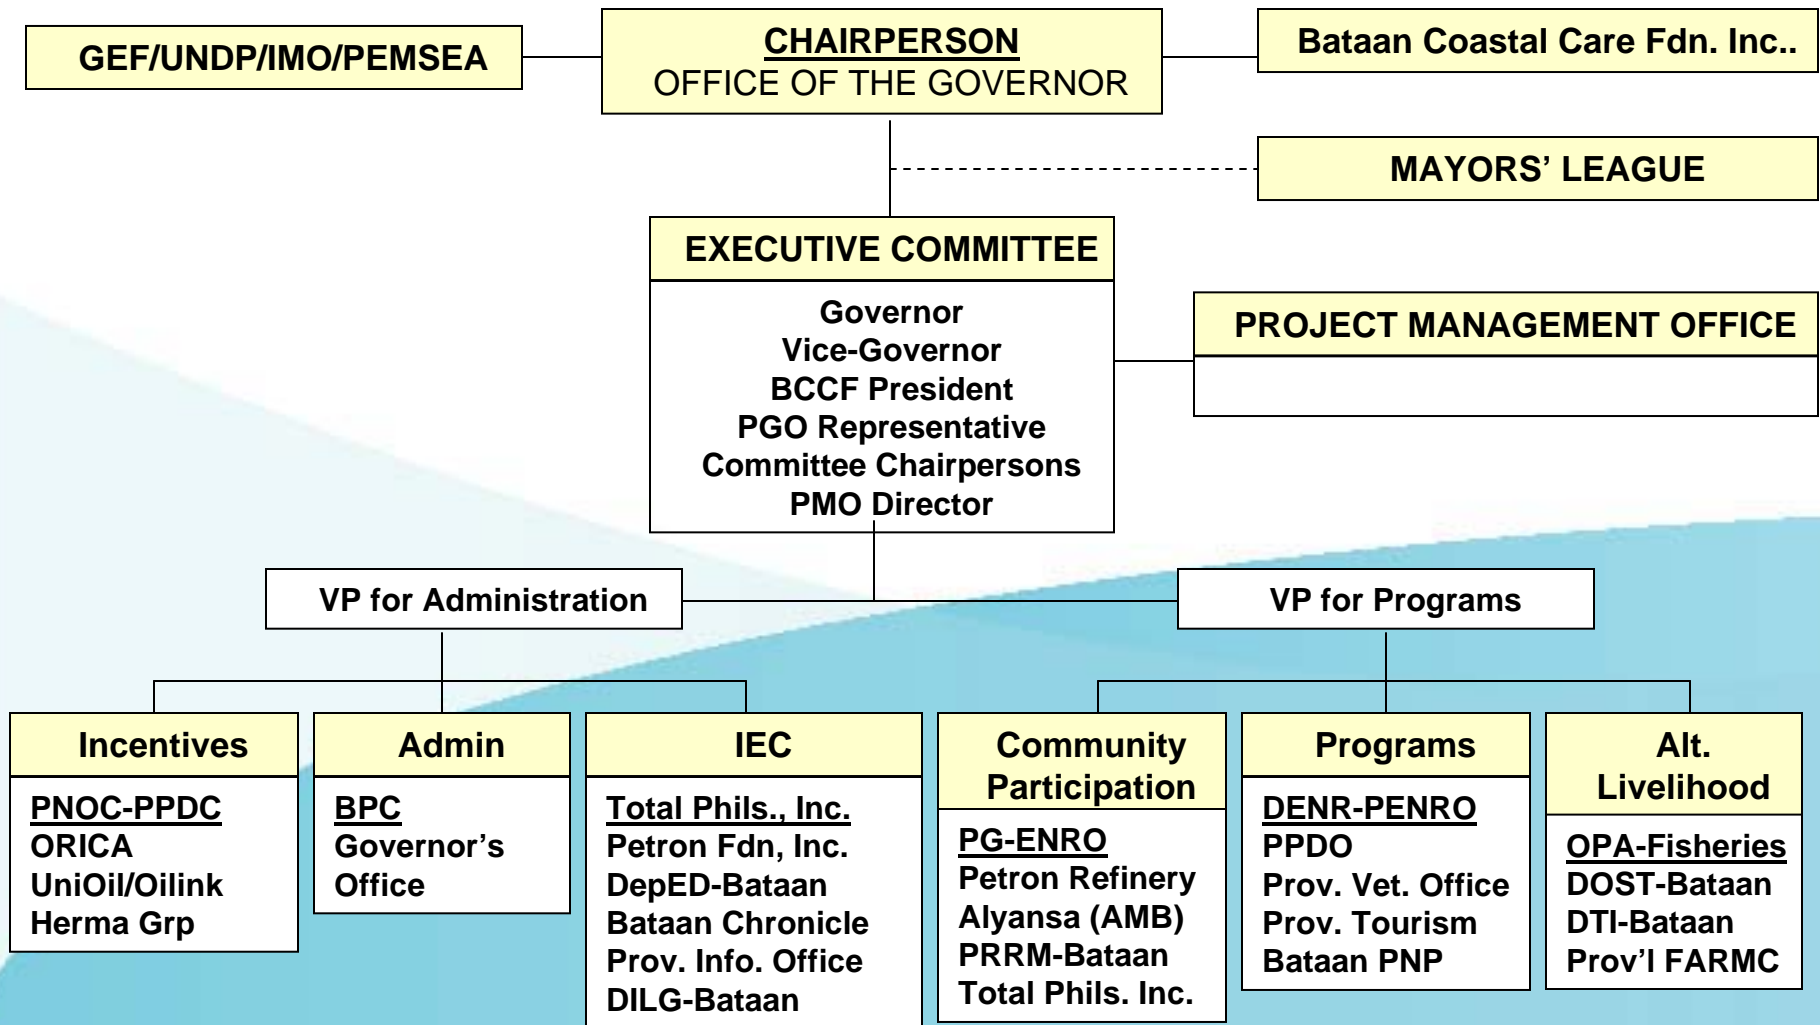 GEF/UNDP/IMO/PEMSEA
CHAIRPERSON
OFFICE OF THE GOVERNOR
Bataan Coastal Care Fdn. Inc..
MAYORS’ LEAGUE
EXECUTIVE COMMITTEE
Governor
Vice-Governor
BCCF President
PGO Representative
Committee Chairpersons
PMO Director
PROJECT MANAGEMENT OFFICE
VP for Administration
VP for Programs
Incentives
PNOC-PPDC
ORICA
UniOil/Oilink
Herma Grp
Admin
BPC
Governor’s
Office
IEC
Total Phils., Inc.
Petron Fdn, Inc.
DepED-Bataan
Bataan Chronicle
Prov. Info. Office
DILG-Bataan
Community
Participation
PG-ENRO
Petron Refinery
Alyansa (AMB)
PRRM-Bataan
Total Phils. Inc.
Programs
DENR-PENRO
PPDO
Prov. Vet. Office
Prov. Tourism
Bataan PNP
Alt.
Livelihood
OPA-Fisheries
DOST-Bataan
DTI-Bataan
Prov’l FARMC